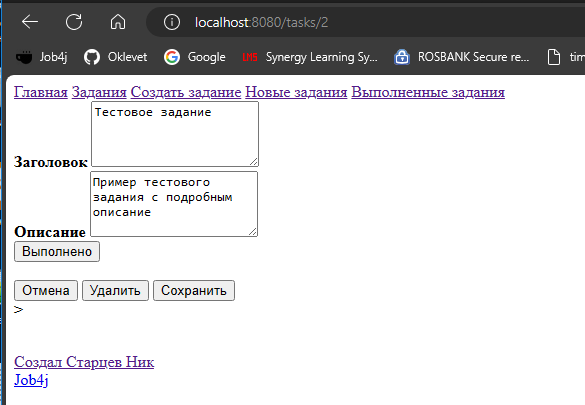 localhost:8080/tasks/2
Job4j Oklevet Google LMS Synergy Learning Sy... ROSBANK Secure re... tim
Главная Задания Создать задание Новые задания Выполненные задания
Тестовое задание
Заголовок
Пример тестового
задания с подробным
описание
Описание
Выполнено
Отмена Удалить Сохранить
>
Создал Старцев Ник
Job4j